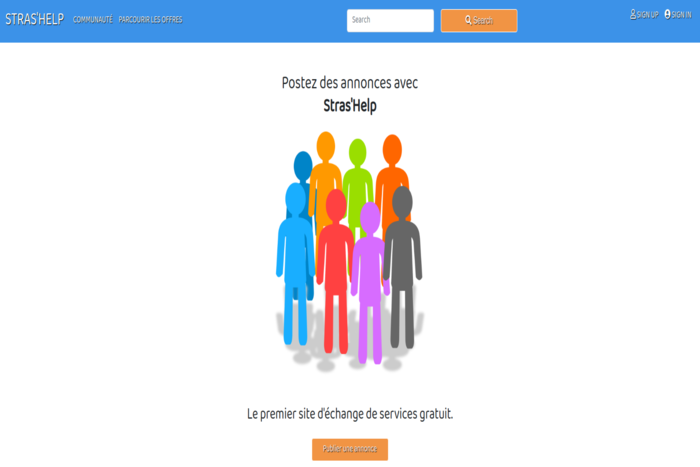 STRAS'HELP COMMUNAUTÉ PARCOURIR LES OFFRES Search Search SIGN UP SIGN IN
Postez des annonces avec
Stras'Help
Le premier site d'échange de services gratuit.
Publier une annonce